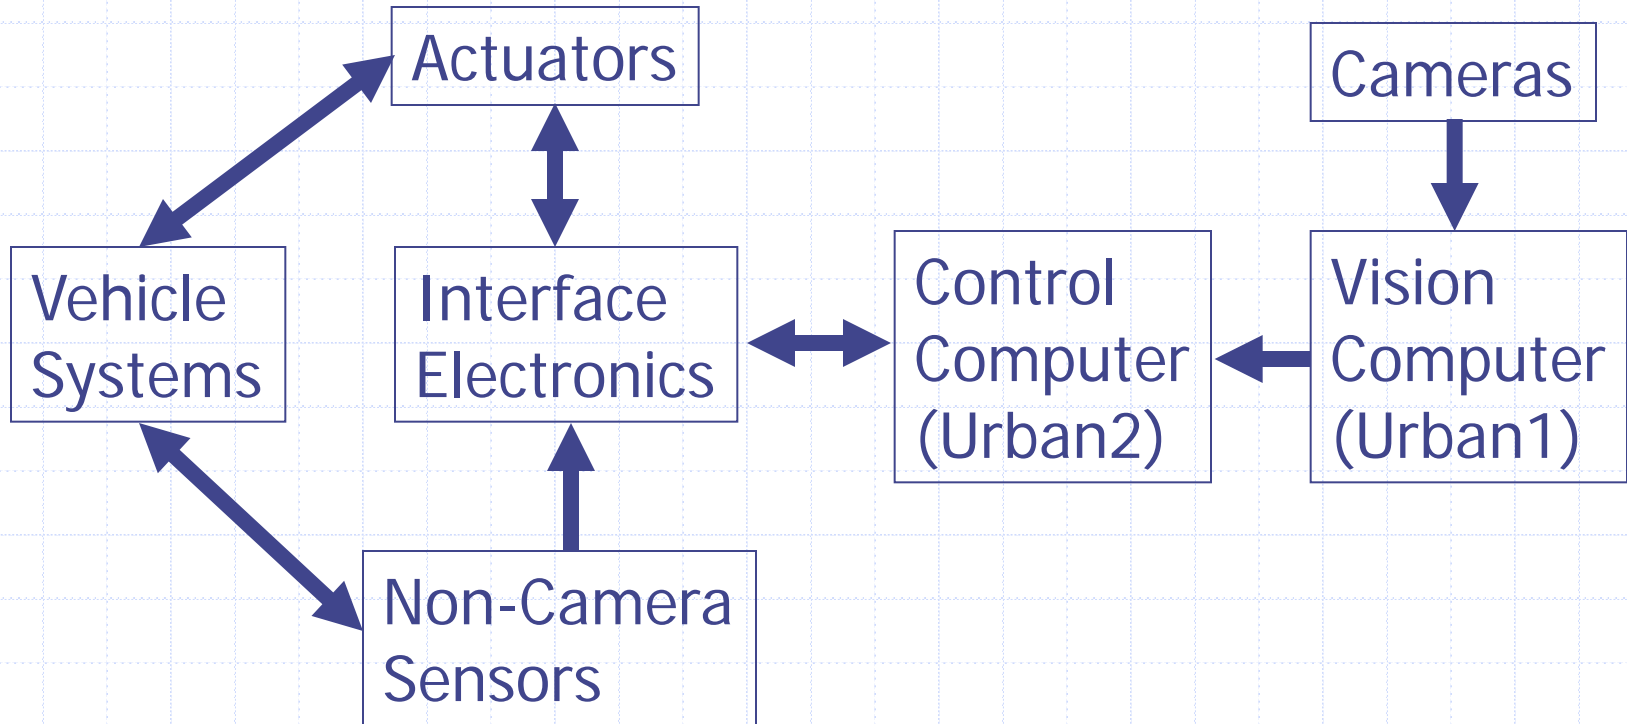 Actuators
Cameras
Vehicle
Systems
Interface
Electronics
Control
Computer
(Urban2)
Vision
Computer
(Urban1)
Non-Camera
Sensors